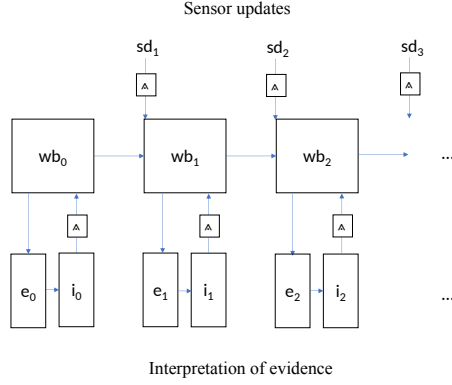 Sensor updates
sd₁ sd₂ sd₃
A A A
wb₀ wb₁ wb₂ ...
A A A
e₀ i₀ e₁ i₁ e₂ i₂ ...
Interpretation of evidence